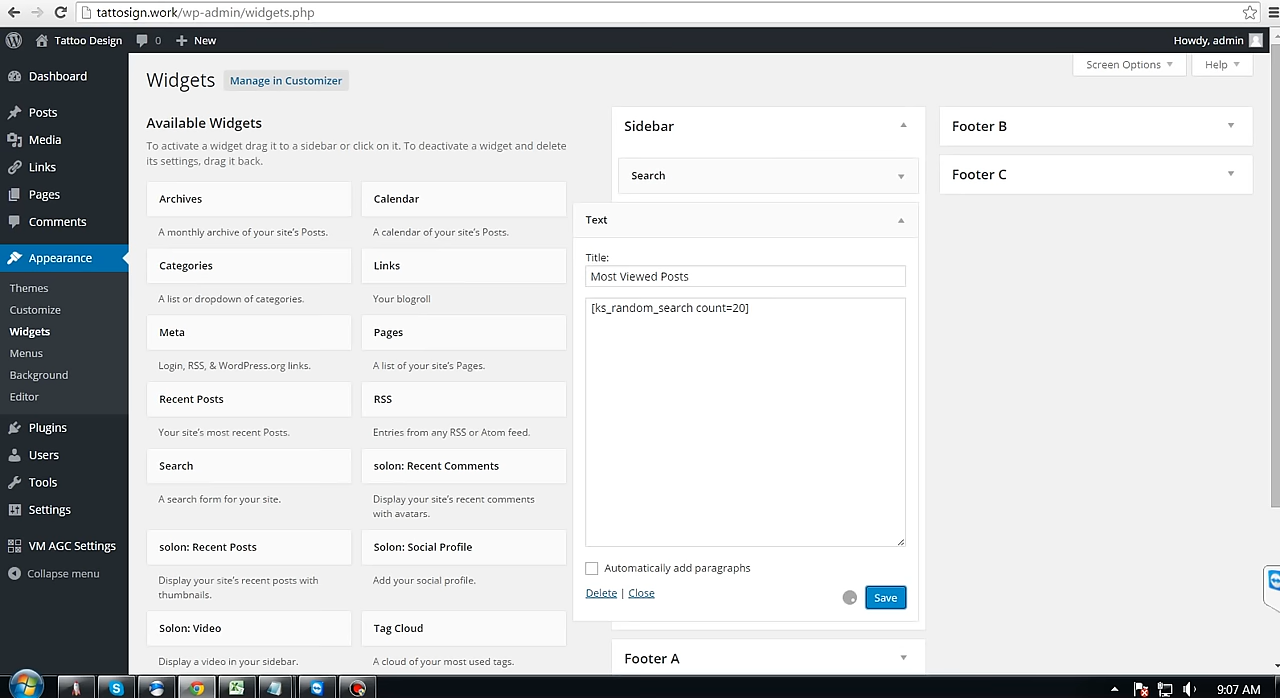 tattosign.work/wp-admin/widgets.php
Tattoo Design
0
New
Howdy, admin
Dashboard
Posts
Media
Links
Pages
Comments
Appearance
Themes
Customize
Widgets
Menus
Background
Editor
Plugins
Users
Tools
Settings
VM AGC Settings
Collapse menu
Screen Options
Help
Widgets
Manage in Customizer
Available Widgets
To activate a widget drag it to a sidebar or click on it. To deactivate a widget and delete
its settings, drag it back.
Archives
A monthly archive of your site's Posts.
Calendar
A calendar of your site's Posts.
Categories
A list or dropdown of categories.
Links
Your blogroll
Meta
Login, RSS, & WordPress.org links.
Pages
A list of your site's Pages.
Recent Posts
Your site's most recent Posts.
RSS
Entries from any RSS or Atom feed.
Search
A search form for your site.
solon: Recent Comments
Display your site's recent comments
with avatars.
solon: Recent Posts
Display your site's recent posts with
thumbnails.
Solon: Social Profile
Add your social profile.
Solon: Video
Display a video in your sidebar.
Tag Cloud
A cloud of your most used tags.
Sidebar
Search
Text
Title:
Most Viewed Posts
[ks_random_search count=20]
Automatically add paragraphs
Delete | Close
Save
Footer A
Footer B
Footer C
9:07 AM